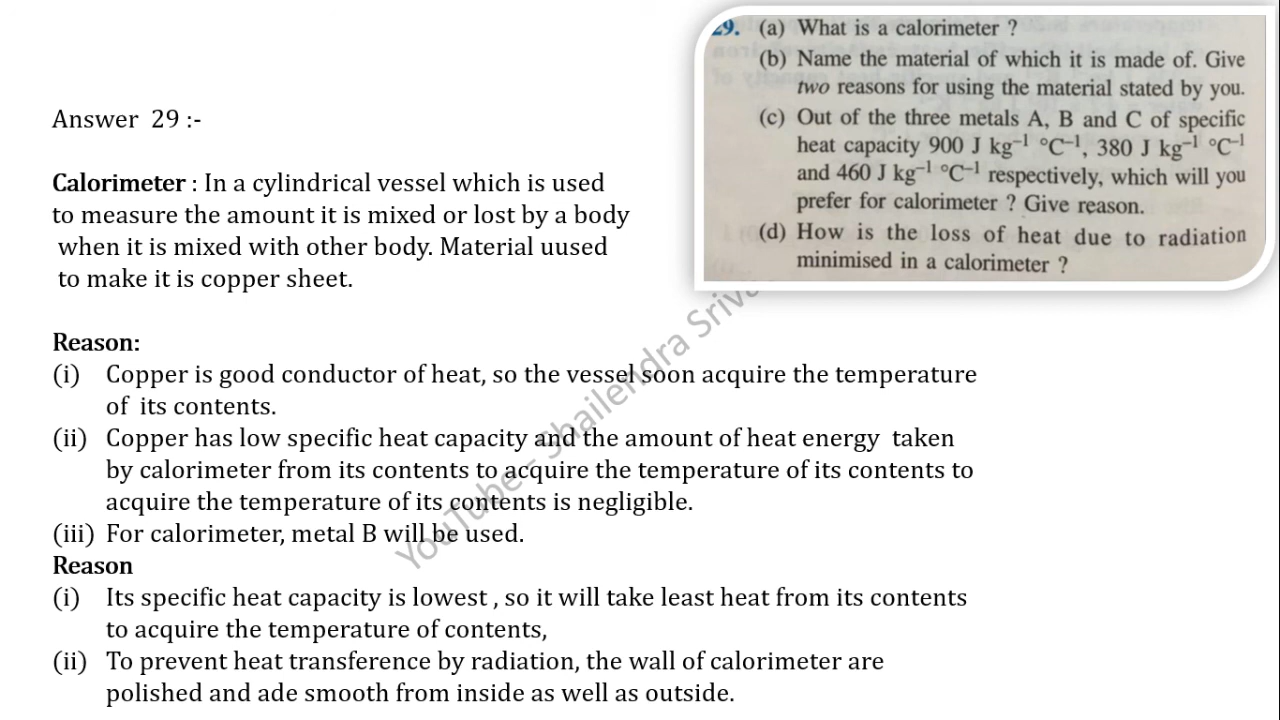 29. (a) What is a calorimeter ?
(b) Name the material of which it is made of. Give
two reasons for using the material stated by you.
(c) Out of the three metals A, B and C of specific
heat capacity 900 J kg⁻¹ °C⁻¹, 380 J kg⁻¹ °C⁻¹
and 460 J kg⁻¹ °C⁻¹ respectively, which will you
prefer for calorimeter ? Give reason.
(d) How is the loss of heat due to radiation
minimised in a calorimeter ?
Answer 29 :-
Calorimeter : In a cylindrical vessel which is used
to measure the amount it is mixed or lost by a body
when it is mixed with other body. Material uused
to make it is copper sheet.
Reason:
(i) Copper is good conductor of heat, so the vessel soon acquire the temperature
of its contents.
(ii) Copper has low specific heat capacity and the amount of heat energy taken
by calorimeter from its contents to acquire the temperature of its contents to
acquire the temperature of its contents is negligible.
(iii) For calorimeter, metal B will be used.
Reason
(i) Its specific heat capacity is lowest , so it will take least heat from its contents
to acquire the temperature of contents,
(ii) To prevent heat transference by radiation, the wall of calorimeter are
polished and ade smooth from inside as well as outside.
YouTube - Shailendra